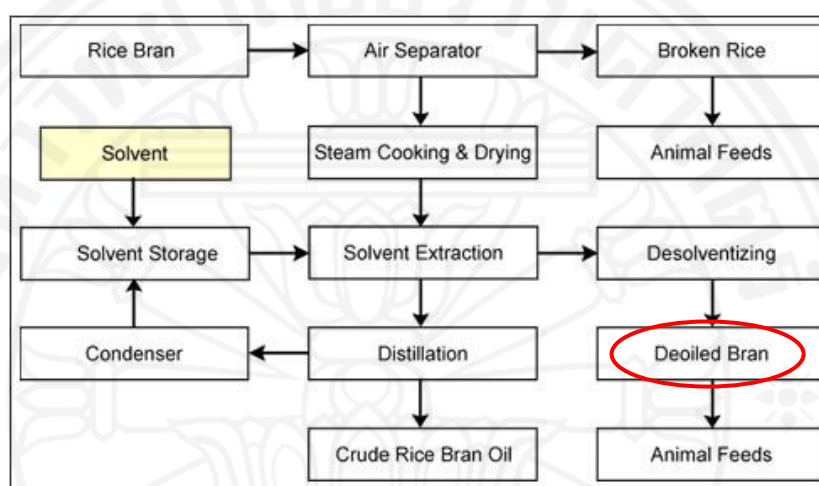 Rice Bran
Air Separator
Broken Rice
Solvent
Steam Cooking & Drying
Animal Feeds
Solvent Storage
Solvent Extraction
Desolventizing
Condenser
Distillation
Deoiled Bran
Crude Rice Bran Oil
Animal Feeds